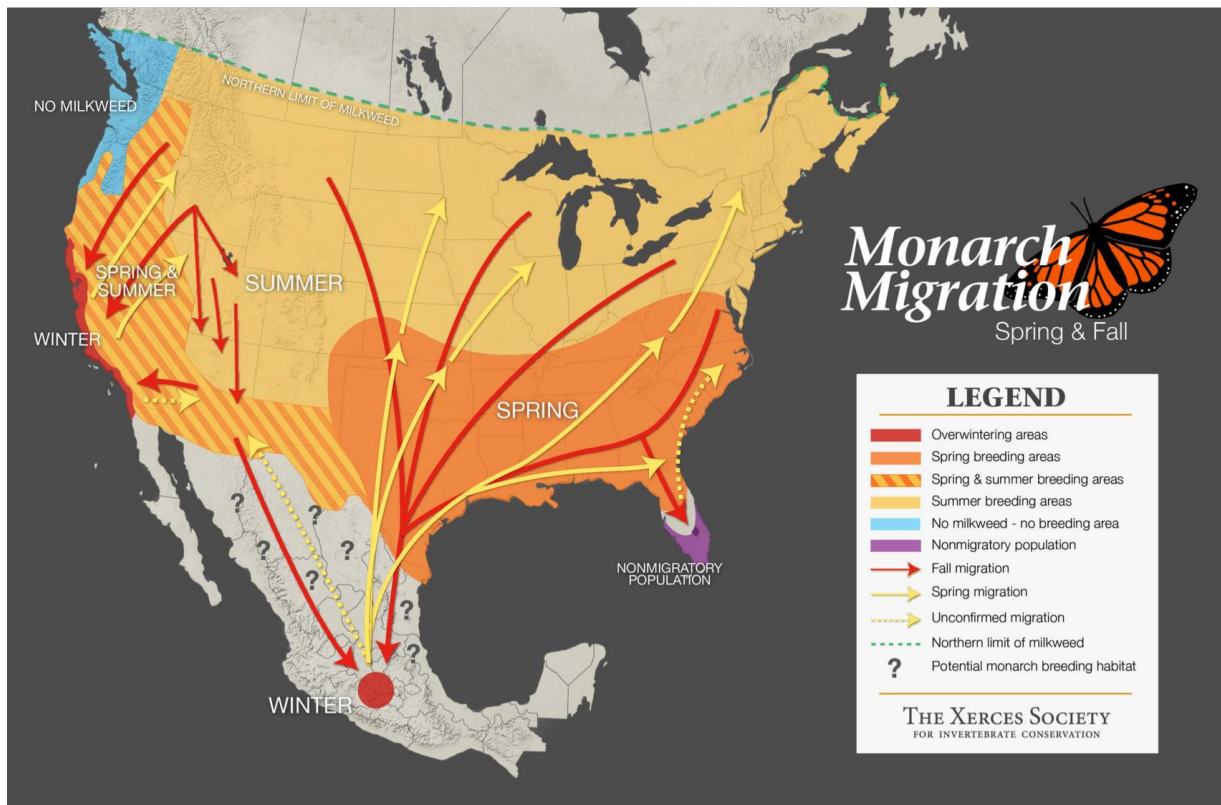 NO MILKWEED
NORTHERN LIMIT OF MILKWEED
SPRING &
SUMMER
SUMMER
WINTER
SPRING
NONMIGRATORY
POPULATION
WINTER
?
?
?
?
?
?
?
Monarch
Migration
Spring & Fall
LEGEND
Overwintering areas
Spring breeding areas
Spring & summer breeding areas
Summer breeding areas
No milkweed - no breeding area
Nonmigratory population
Fall migration
Spring migration
Unconfirmed migration
Northern limit of milkweed
? Potential monarch breeding habitat
THE XERCES SOCIETY
FOR INVERTEBRATE CONSERVATION